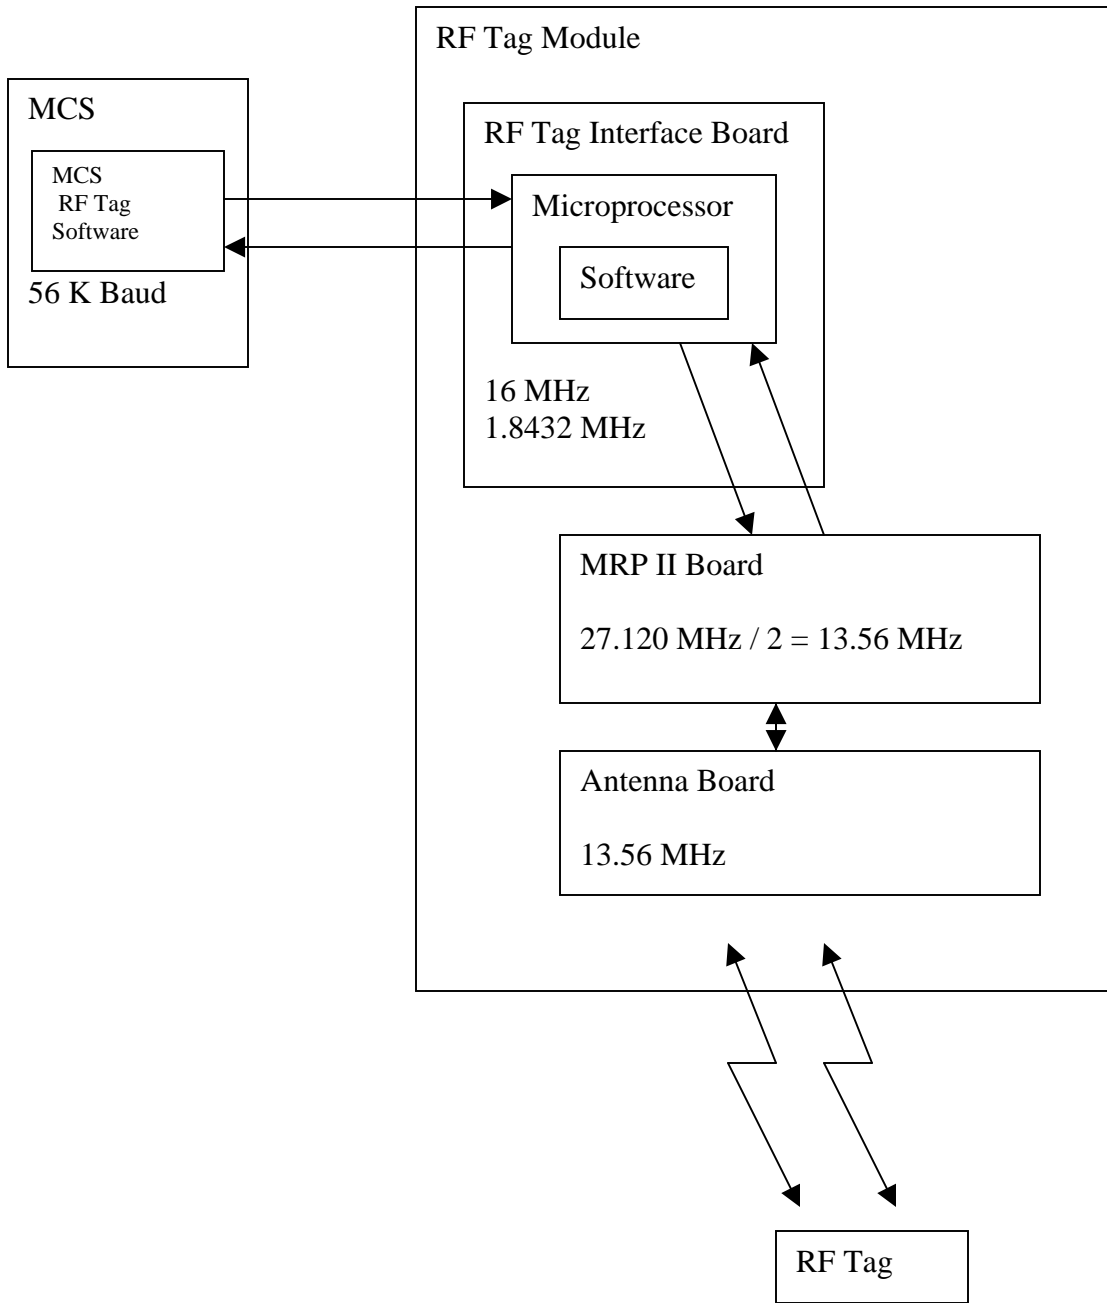 RF Tag Module
MCS
MCS
RF Tag
Software
56 K Baud
RF Tag Interface Board
Microprocessor
Software
16 MHz
1.8432 MHz
MRP II Board
27.120 MHz / 2 = 13.56 MHz
Antenna Board
13.56 MHz
RF Tag